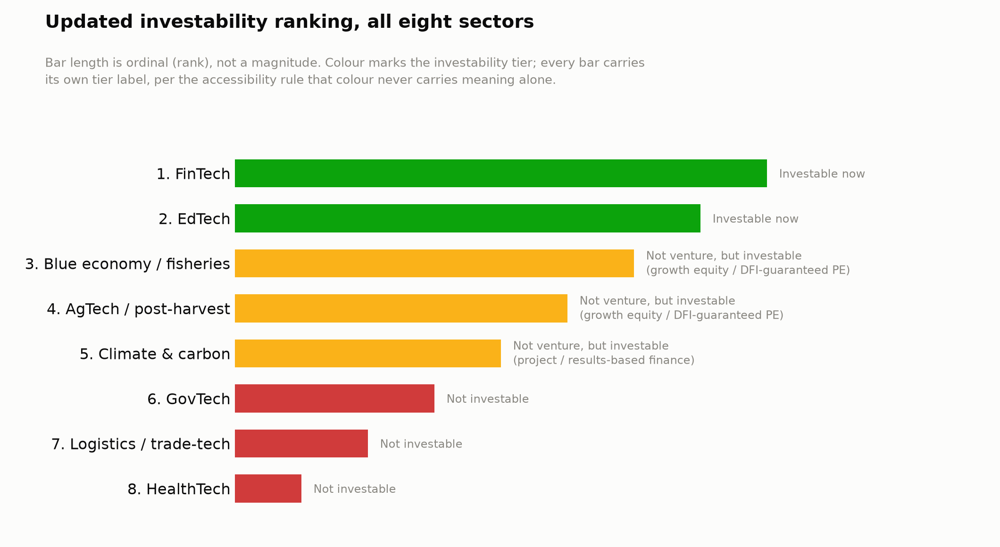 Updated investability ranking, all eight sectors
Bar length is ordinal (rank), not a magnitude. Colour marks the investability tier; every bar carries
its own tier label, per the accessibility rule that colour never carries meaning alone.
1. FinTech
Investable now
2. EdTech
Investable now
3. Blue economy / fisheries
Not venture, but investable
(growth equity / DFI-guaranteed PE)
4. AgTech / post-harvest
Not venture, but investable
(growth equity / DFI-guaranteed PE)
5. Climate & carbon
Not venture, but investable
(project / results-based finance)
6. GovTech
Not investable
7. Logistics / trade-tech
Not investable
8. HealthTech
Not investable